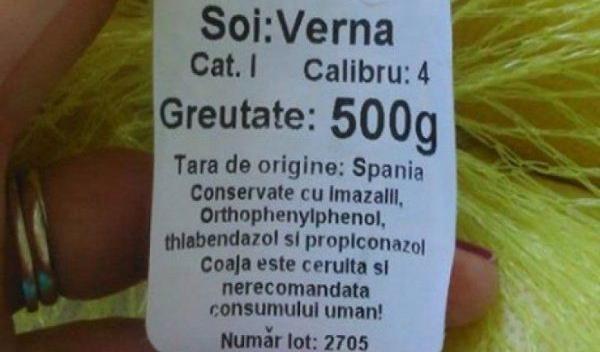 Soi:Verna
Cat. I Calibru: 4
Greutate: 500g
Tara de origine: Spania
Conservate cu Imazalil,
Orthophenylphenol,
thiabendazol si propiconazol
Coaja este ceruita si
nerecomandata
consumului uman!
Număr lot: 2705